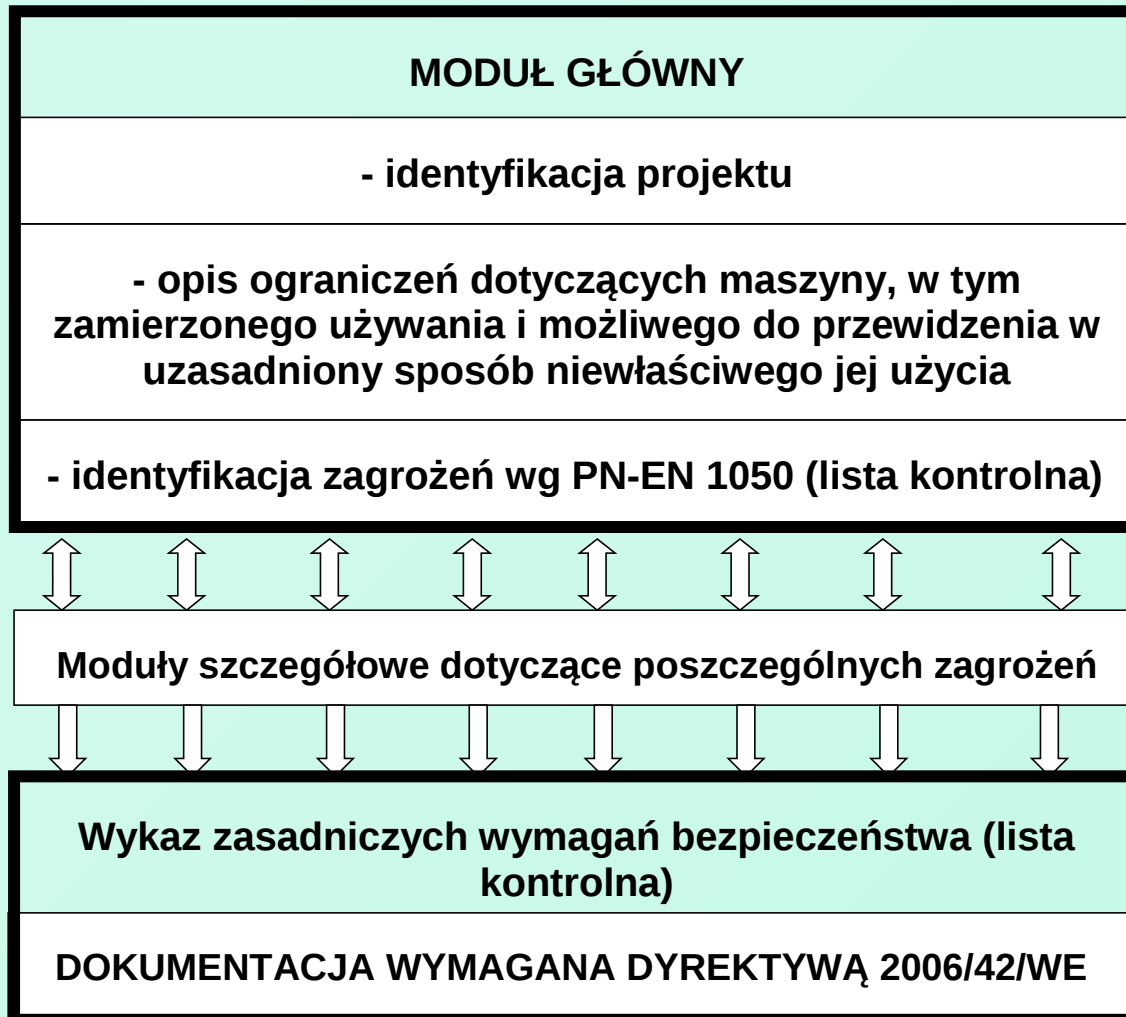 MODUŁ GŁÓWNY
- identyfikacja projektu
- opis ograniczeń dotyczących maszyny, w tym
zamierzonego używania i możliwego do przewidzenia w
uzasadniony sposób niewłaściwego jej użycia
- identyfikacja zagrożeń wg PN-EN 1050 (lista kontrolna)
Moduły szczegółowe dotyczące poszczególnych zagrożeń
Wykaz zasadniczych wymagań bezpieczeństwa (lista
kontrolna)
DOKUMENTACJA WYMAGANA DYREKTYWĄ 2006/42/WE